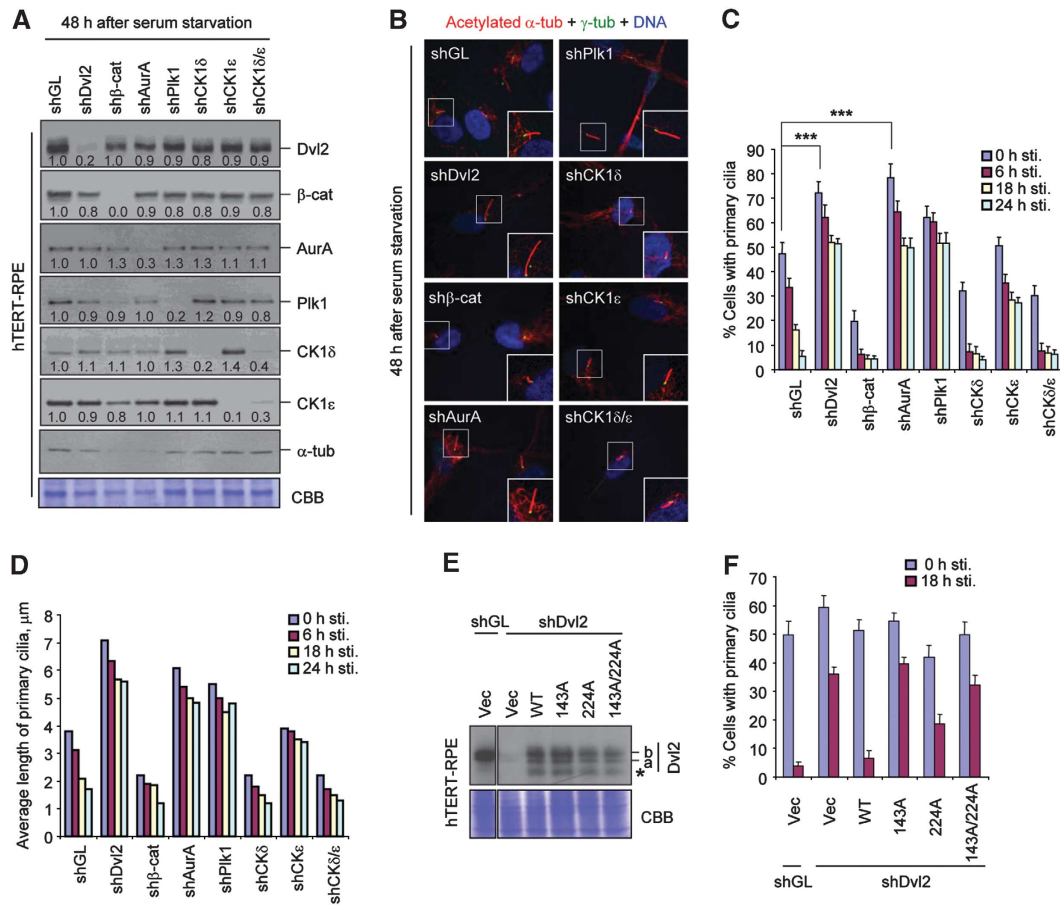 A
48 h after serum starvation
shGL shDvl2 shβ-cat shAurA shPlk1 shCK1δ shCK1ε shCK1δ/ε
hTERT-RPE
Dvl2
1.0 0.2 1.0 0.9 0.9 0.8 0.9 0.9
β-cat
1.0 0.8 0.0 0.9 0.8 0.8 0.9 0.8
AurA
1.0 1.0 1.3 0.3 1.3 1.3 1.1 1.1
Plk1
1.0 0.9 0.9 1.0 0.2 1.2 0.9 0.8
CK1δ
1.0 1.1 1.1 1.0 1.3 0.2 1.4 0.4
CK1ε
1.0 0.9 0.8 1.0 1.1 1.1 0.1 0.3
α-tub
CBB
B
Acetylated α-tub + γ-tub + DNA
48 h after serum starvation
shGL shPlk1
shDvl2 shCK1δ
shβ-cat shCK1ε
shAurA shCK1δ/ε
C
% Cells with primary cilia
90
80
70
60
50
40
30
20
10
0
***
***
0 h sti.
6 h sti.
18 h sti.
24 h sti.
shGL shDvl2 shβ-cat shAurA shPlk1 shCKδ shCKε shCKδ/ε
D
Average length of primary cilia, μm
8
7
6
5
4
3
2
1
0
0 h sti.
6 h sti.
18 h sti.
24 h sti.
shGL shDvl2 shβ-cat shAurA shPlk1 shCKδ shCKε shCKδ/ε
E
shGL shDvl2
Vec Vec WT 143A 224A 143A/224A
hTERT-RPE
b
a
*
Dvl2
CBB
F
% Cells with primary cilia
70
60
50
40
30
20
10
0
0 h sti.
18 h sti.
Vec Vec WT 143A 224A 143A/224A
shGL shDvl2